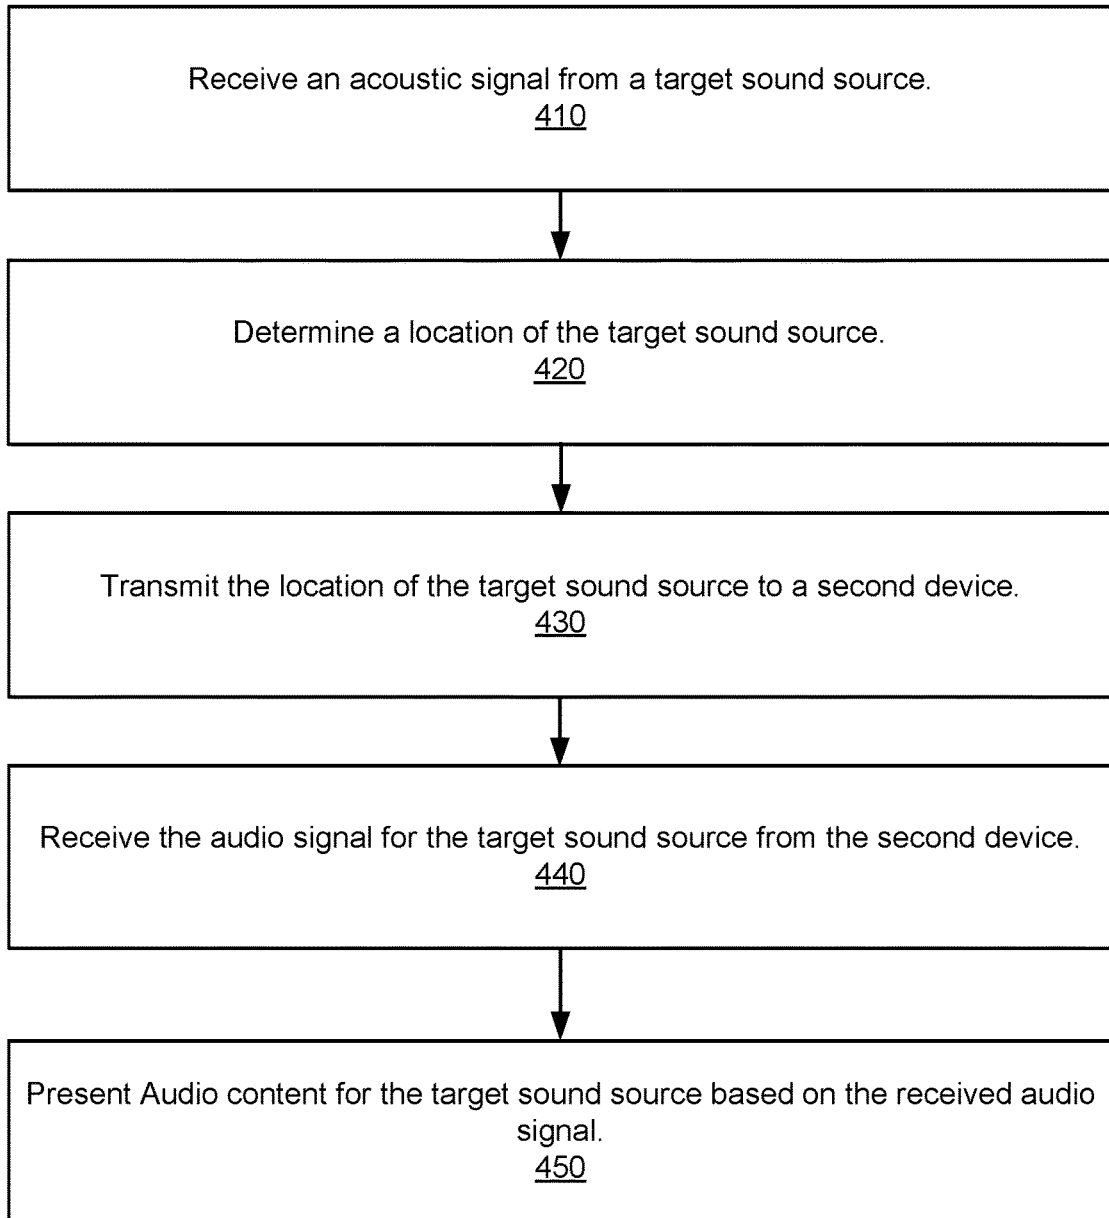 Receive an acoustic signal from a target sound source.
410
Determine a location of the target sound source.
420
Transmit the location of the target sound source to a second device.
430
Receive the audio signal for the target sound source from the second device.
440
Present Audio content for the target sound source based on the received audio
signal.
450